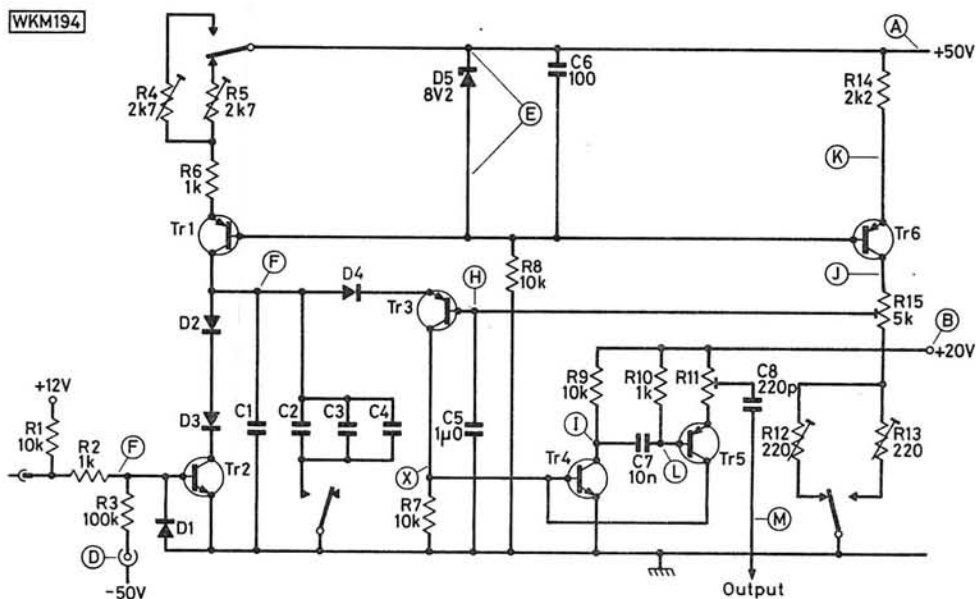 WKM194
A
+50V
R4
2k7
R5
2k7
D5
8V2
C6
100
R14
2k2
E
K
R6
1k
Tr1
Tr6
F
D4
R8
10k
H
J
Tr3
R15
5k
B
+20V
D2
+12V
R1
10k
D3
C1
C2
C3
C4
C5
1µ0
R9
10k
R10
1k
R11
C8
220p
R2
1k
F
I
R12
220
R13
220
Tr2
X
Tr4
C7
10n
L
Tr5
R3
100k
D1
R7
10k
M
D
-50V
Output